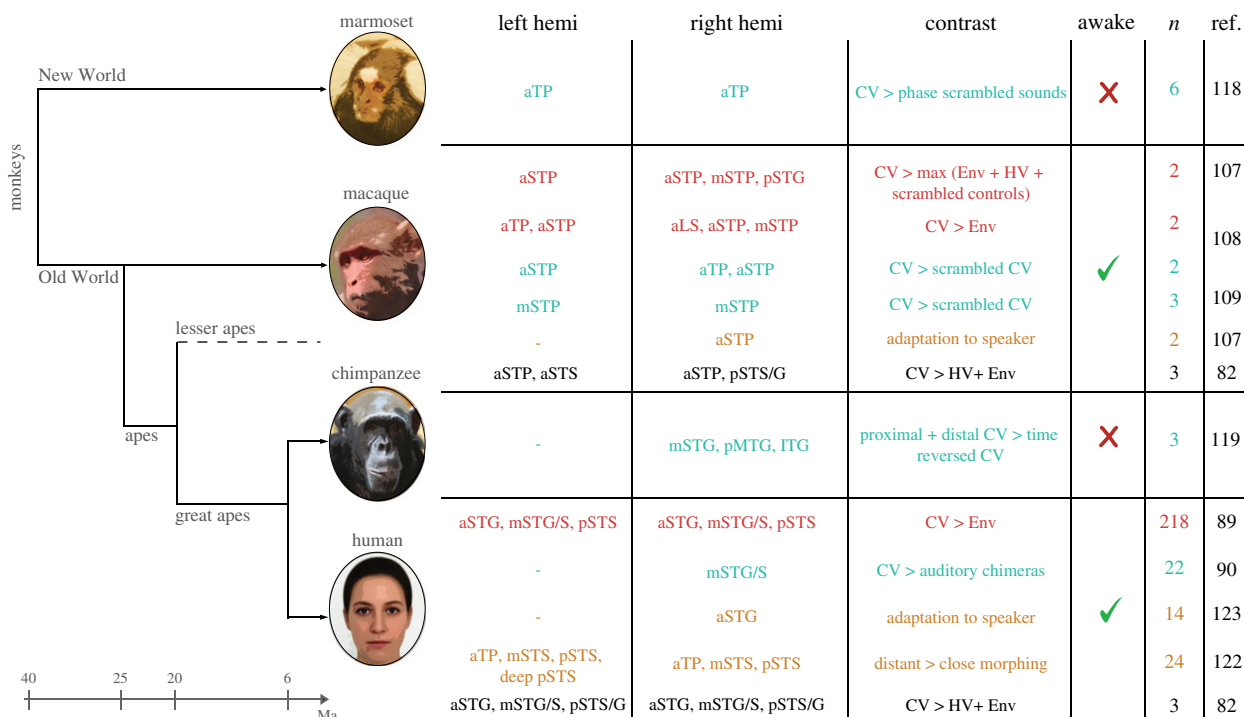 marmoset left hemi right hemi contrast awake n ref.
New World
aTP aTP CV > phase scrambled sounds ✗ 6 118
monkeys
macaque
aSTP aSTP, mSTP, pSTG CV > max (Env + HV + scrambled controls) 2 107
aTP, aSTP aLS, aSTP, mSTP CV > Env 2 108
Old World
aSTP aTP, aSTP CV > scrambled CV ✓ 2
mSTP mSTP CV > scrambled CV 3 109
lesser apes
- aSTP adaptation to speaker 2 107
chimpanzee
aSTP, aSTS aSTP, pSTS/G CV > HV+ Env 3 82
apes
- mSTG, pMTG, ITG proximal + distal CV > time reversed CV ✗ 3 119
great apes
human
aSTG, mSTG/S, pSTS aSTG, mSTG/S, pSTS CV > Env 218 89
- mSTG/S CV > auditory chimeras 22 90
- aSTG adaptation to speaker ✓ 14 123
aTP, mSTS, pSTS, deep pSTS aTP, mSTS, pSTS distant > close morphing 24 122
aSTG, mSTG/S, pSTS/G aSTG, mSTG/S, pSTS/G CV > HV+ Env 3 82
40 25 20 6
Ma